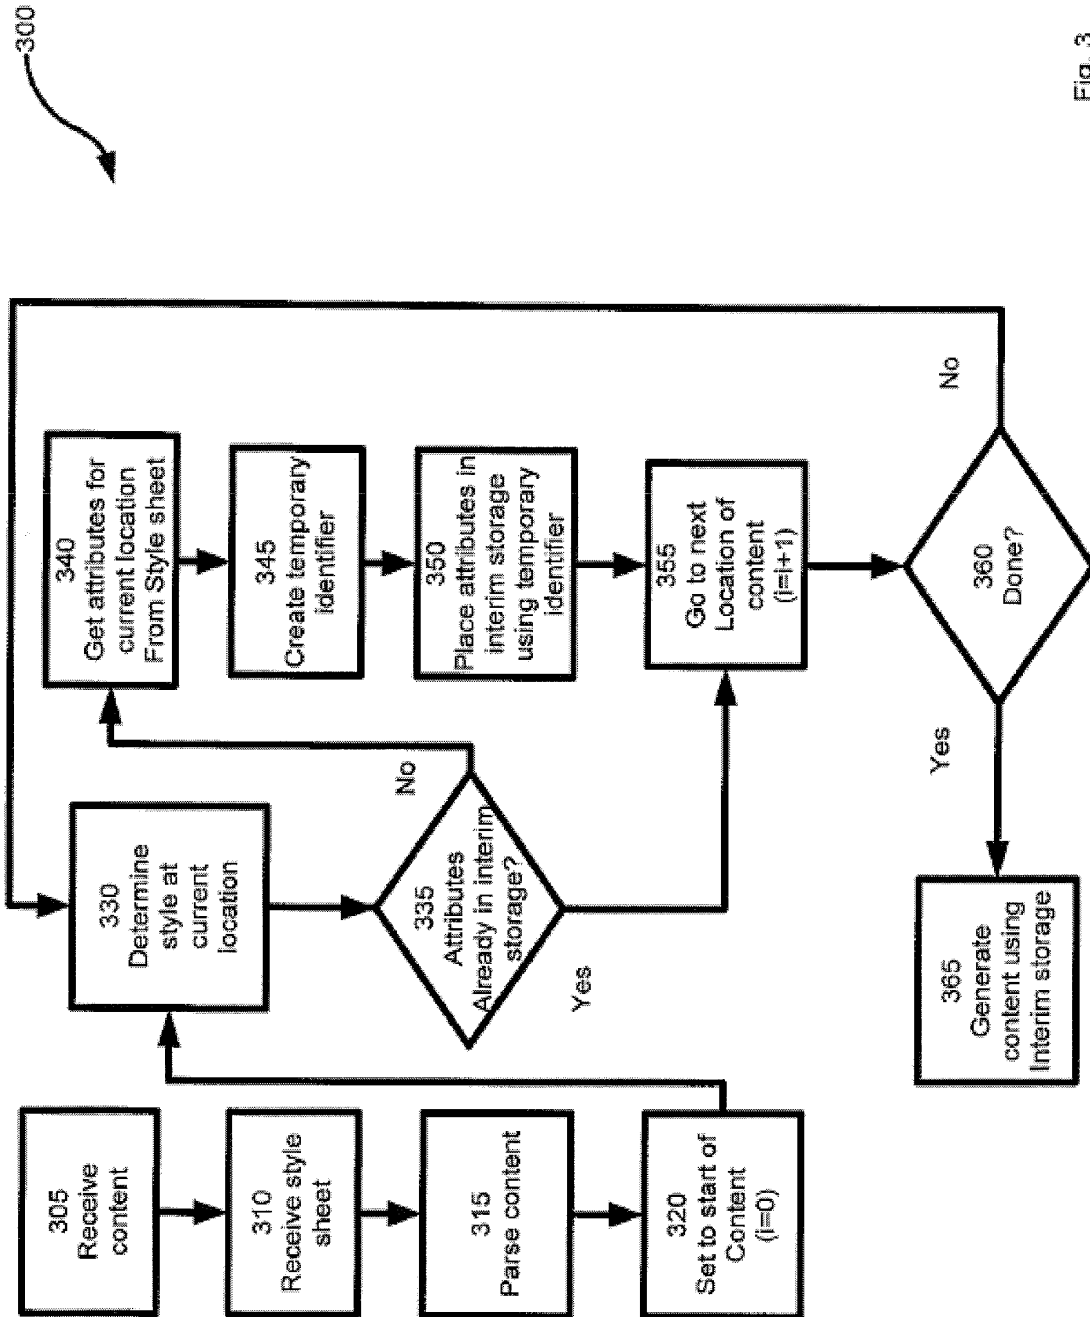 300
305
Receive
content
310
Receive style
sheet
315
Parse content
320
Set to start of
Content
(i=0)
330
Determine
style at
current
location
335
Attributes
Already in interim
storage?
No
Yes
340
Get attributes for
current location
From Style sheet
345
Create temporary
identifier
350
Place attributes in
interim storage
using temporary
identifier
355
Go to next
Location of
content
(i=i+1)
360
Done?
No
Yes
365
Generate
content using
Interim storage
Fig. 3